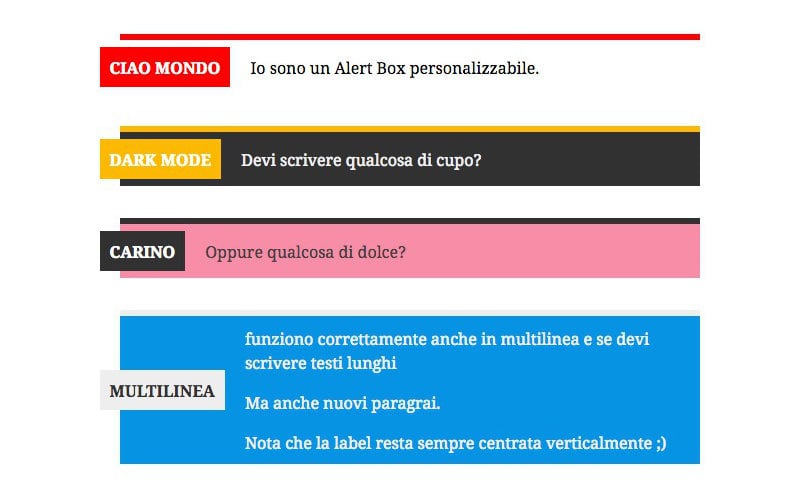 CIAO MONDO Io sono un Alert Box personalizzabile.
DARK MODE Devi scrivere qualcosa di cupo?
CARINO Oppure qualcosa di dolce?
MULTILINEA
funziono correttamente anche in multilinea e se devi
scrivere testi lunghi
Ma anche nuovi paragrai.
Nota che la label resta sempre centrata verticalmente ;)